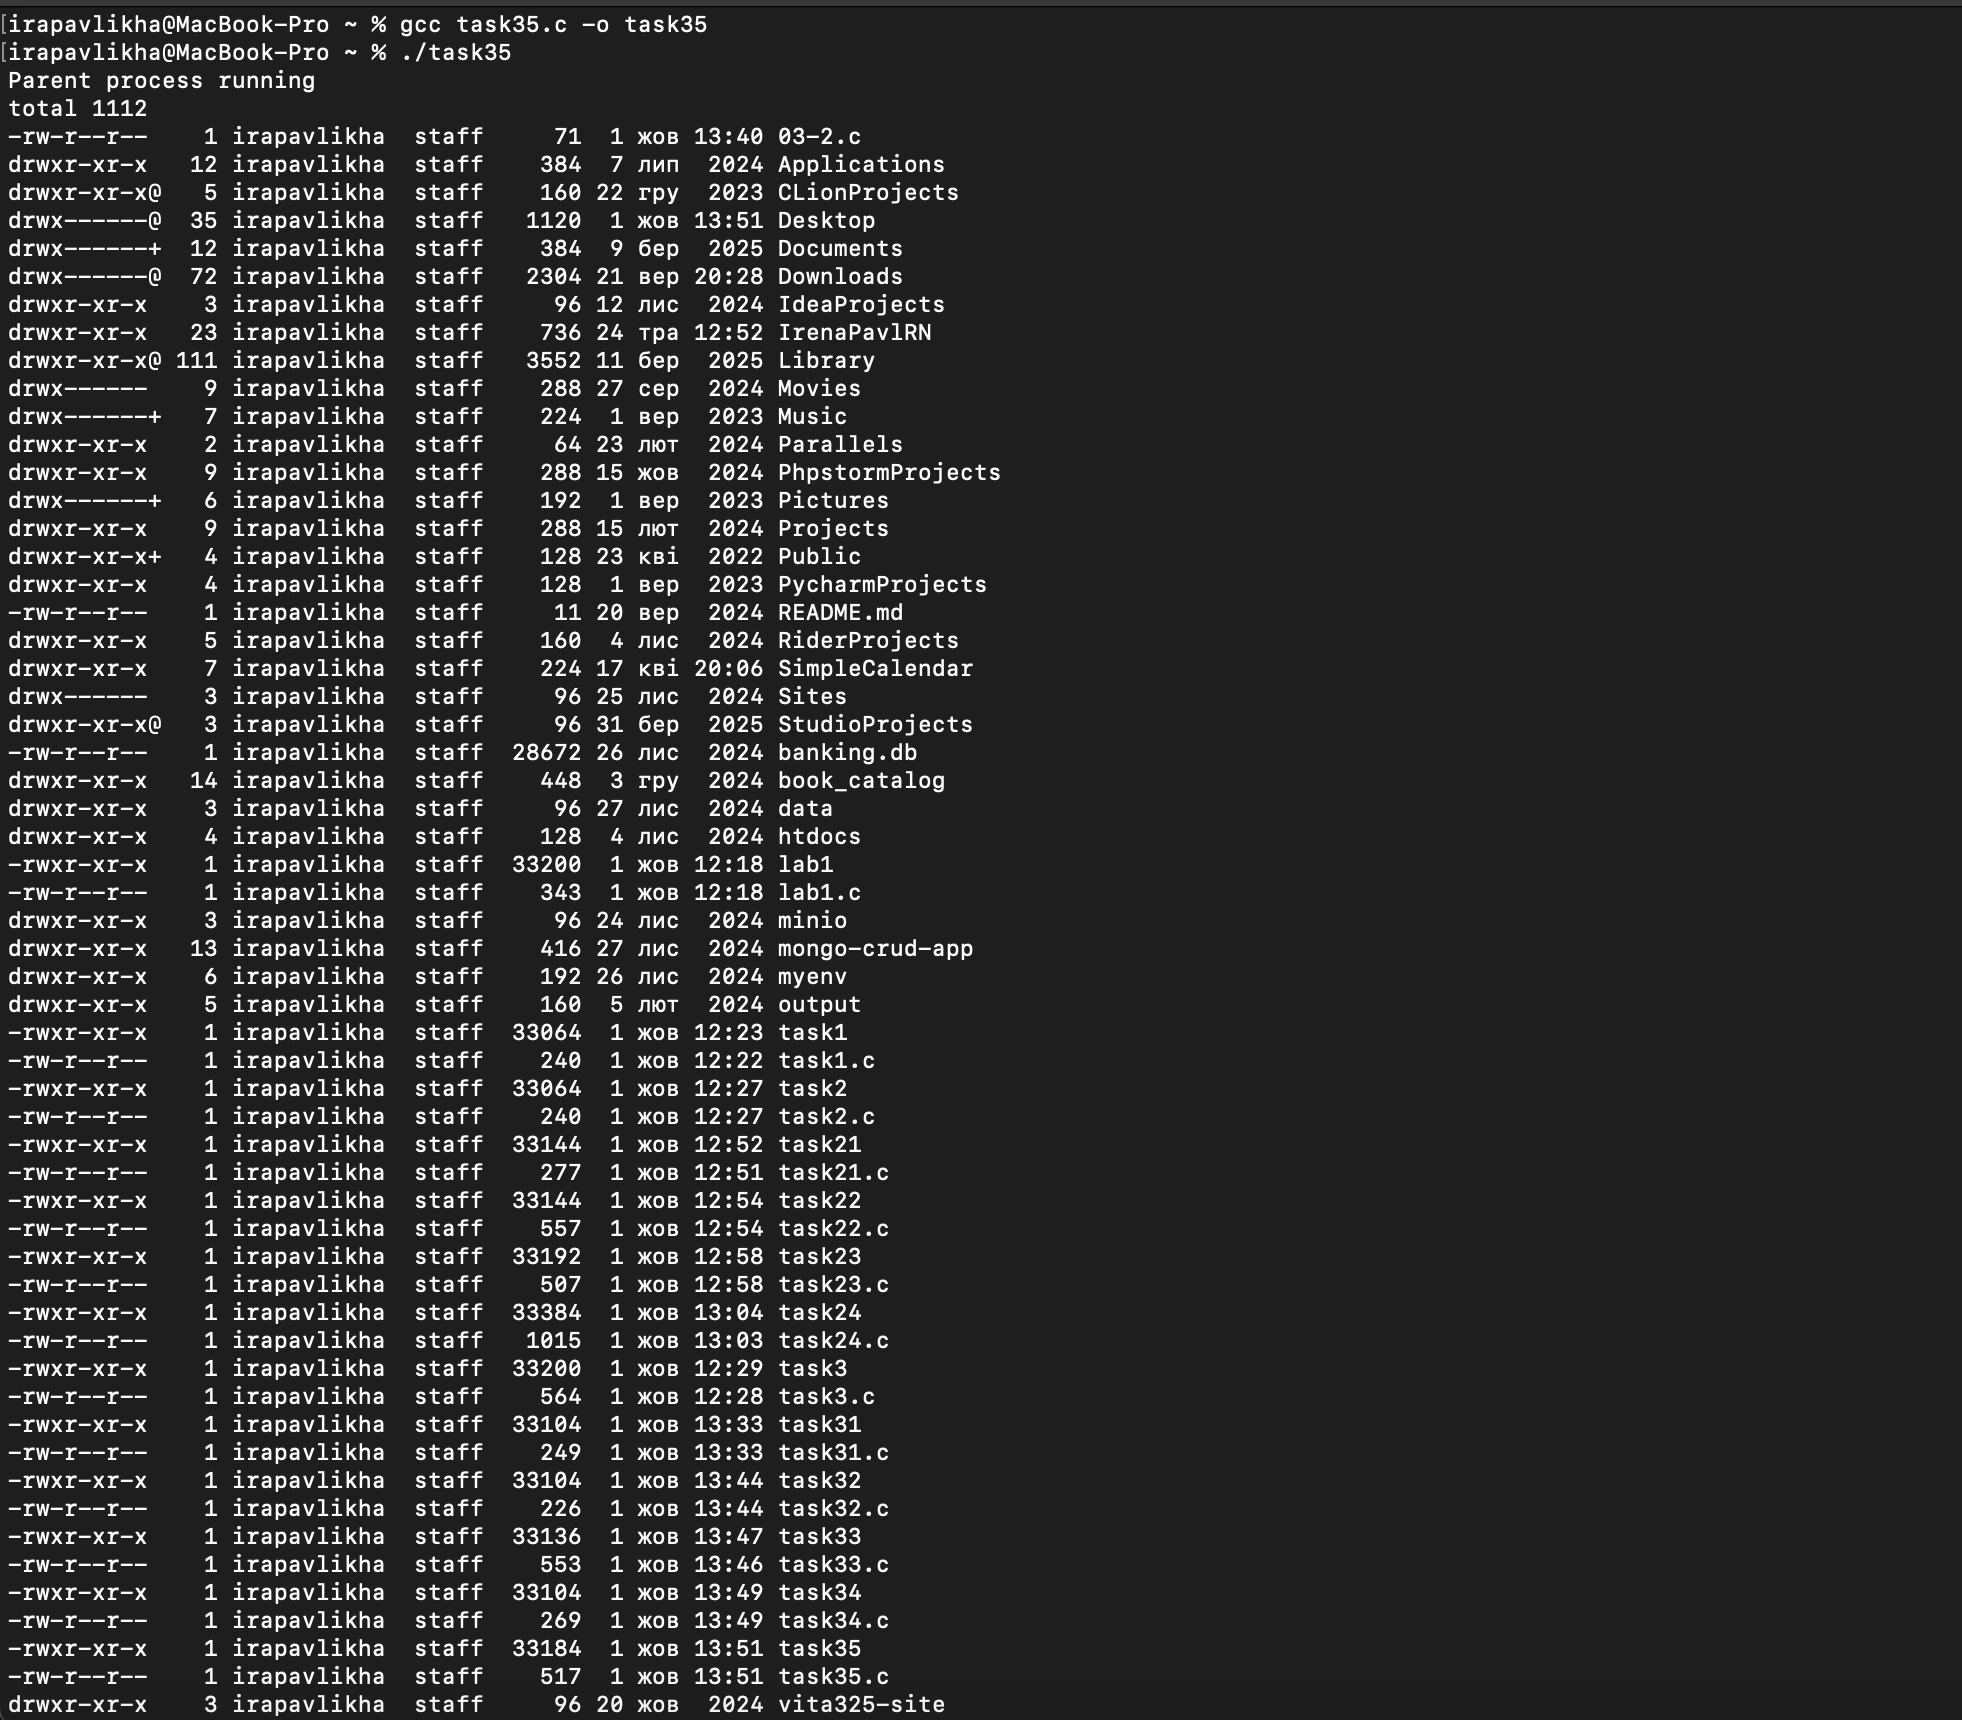 [irapavlikha@MacBook-Pro ~ % gcc task35.c -o task35
[irapavlikha@MacBook-Pro ~ % ./task35
Parent process running
total 1112
-rw-r--r--    1 irapavlikha  staff     71  1 жов 13:40 03-2.c
drwxr-xr-x   12 irapavlikha  staff    384  7 лип  2024 Applications
drwxr-xr-x@   5 irapavlikha  staff    160 22 гру  2023 CLionProjects
drwx------@  35 irapavlikha  staff   1120  1 жов 13:51 Desktop
drwx------+  12 irapavlikha  staff    384  9 бер  2025 Documents
drwx------@  72 irapavlikha  staff   2304 21 вер 20:28 Downloads
drwxr-xr-x    3 irapavlikha  staff     96 12 лис  2024 IdeaProjects
drwxr-xr-x   23 irapavlikha  staff    736 24 тра 12:52 IrenaPavlRN
drwxr-xr-x@ 111 irapavlikha  staff   3552 11 бер  2025 Library
drwx------    9 irapavlikha  staff    288 27 сер  2024 Movies
drwx------+   7 irapavlikha  staff    224  1 вер  2023 Music
drwxr-xr-x    2 irapavlikha  staff     64 23 лют  2024 Parallels
drwxr-xr-x    9 irapavlikha  staff    288 15 жов  2024 PhpstormProjects
drwx------+   6 irapavlikha  staff    192  1 вер  2023 Pictures
drwxr-xr-x    9 irapavlikha  staff    288 15 лют  2024 Projects
drwxr-xr-x+   4 irapavlikha  staff    128 23 кві  2022 Public
drwxr-xr-x    4 irapavlikha  staff    128  1 вер  2023 PycharmProjects
-rw-r--r--    1 irapavlikha  staff     11 20 вер  2024 README.md
drwxr-xr-x    5 irapavlikha  staff    160  4 лис  2024 RiderProjects
drwxr-xr-x    7 irapavlikha  staff    224 17 кві 20:06 SimpleCalendar
drwx------    3 irapavlikha  staff     96 25 лис  2024 Sites
drwxr-xr-x@   3 irapavlikha  staff     96 31 бер  2025 StudioProjects
-rw-r--r--    1 irapavlikha  staff  28672 26 лис  2024 banking.db
drwxr-xr-x   14 irapavlikha  staff    448  3 гру  2024 book_catalog
drwxr-xr-x    3 irapavlikha  staff     96 27 лис  2024 data
drwxr-xr-x    4 irapavlikha  staff    128  4 лис  2024 htdocs
-rwxr-xr-x    1 irapavlikha  staff  33200  1 жов 12:18 lab1
-rw-r--r--    1 irapavlikha  staff    343  1 жов 12:18 lab1.c
drwxr-xr-x    3 irapavlikha  staff     96 24 лис  2024 minio
drwxr-xr-x   13 irapavlikha  staff    416 27 лис  2024 mongo-crud-app
drwxr-xr-x    6 irapavlikha  staff    192 26 лис  2024 myenv
drwxr-xr-x    5 irapavlikha  staff    160  5 лют  2024 output
-rwxr-xr-x    1 irapavlikha  staff  33064  1 жов 12:23 task1
-rw-r--r--    1 irapavlikha  staff    240  1 жов 12:22 task1.c
-rwxr-xr-x    1 irapavlikha  staff  33064  1 жов 12:27 task2
-rw-r--r--    1 irapavlikha  staff    240  1 жов 12:27 task2.c
-rwxr-xr-x    1 irapavlikha  staff  33144  1 жов 12:52 task21
-rw-r--r--    1 irapavlikha  staff    277  1 жов 12:51 task21.c
-rwxr-xr-x    1 irapavlikha  staff  33144  1 жов 12:54 task22
-rw-r--r--    1 irapavlikha  staff    557  1 жов 12:54 task22.c
-rwxr-xr-x    1 irapavlikha  staff  33192  1 жов 12:58 task23
-rw-r--r--    1 irapavlikha  staff    507  1 жов 12:58 task23.c
-rwxr-xr-x    1 irapavlikha  staff  33384  1 жов 13:04 task24
-rw-r--r--    1 irapavlikha  staff   1015  1 жов 13:03 task24.c
-rwxr-xr-x    1 irapavlikha  staff  33200  1 жов 12:29 task3
-rw-r--r--    1 irapavlikha  staff    564  1 жов 12:28 task3.c
-rwxr-xr-x    1 irapavlikha  staff  33104  1 жов 13:33 task31
-rw-r--r--    1 irapavlikha  staff    249  1 жов 13:33 task31.c
-rwxr-xr-x    1 irapavlikha  staff  33104  1 жов 13:44 task32
-rw-r--r--    1 irapavlikha  staff    226  1 жов 13:44 task32.c
-rwxr-xr-x    1 irapavlikha  staff  33136  1 жов 13:47 task33
-rw-r--r--    1 irapavlikha  staff    553  1 жов 13:46 task33.c
-rwxr-xr-x    1 irapavlikha  staff  33104  1 жов 13:49 task34
-rw-r--r--    1 irapavlikha  staff    269  1 жов 13:49 task34.c
-rwxr-xr-x    1 irapavlikha  staff  33184  1 жов 13:51 task35
-rw-r--r--    1 irapavlikha  staff    517  1 жов 13:51 task35.c
drwxr-xr-x    3 irapavlikha  staff     96 20 жов  2024 vita325-site